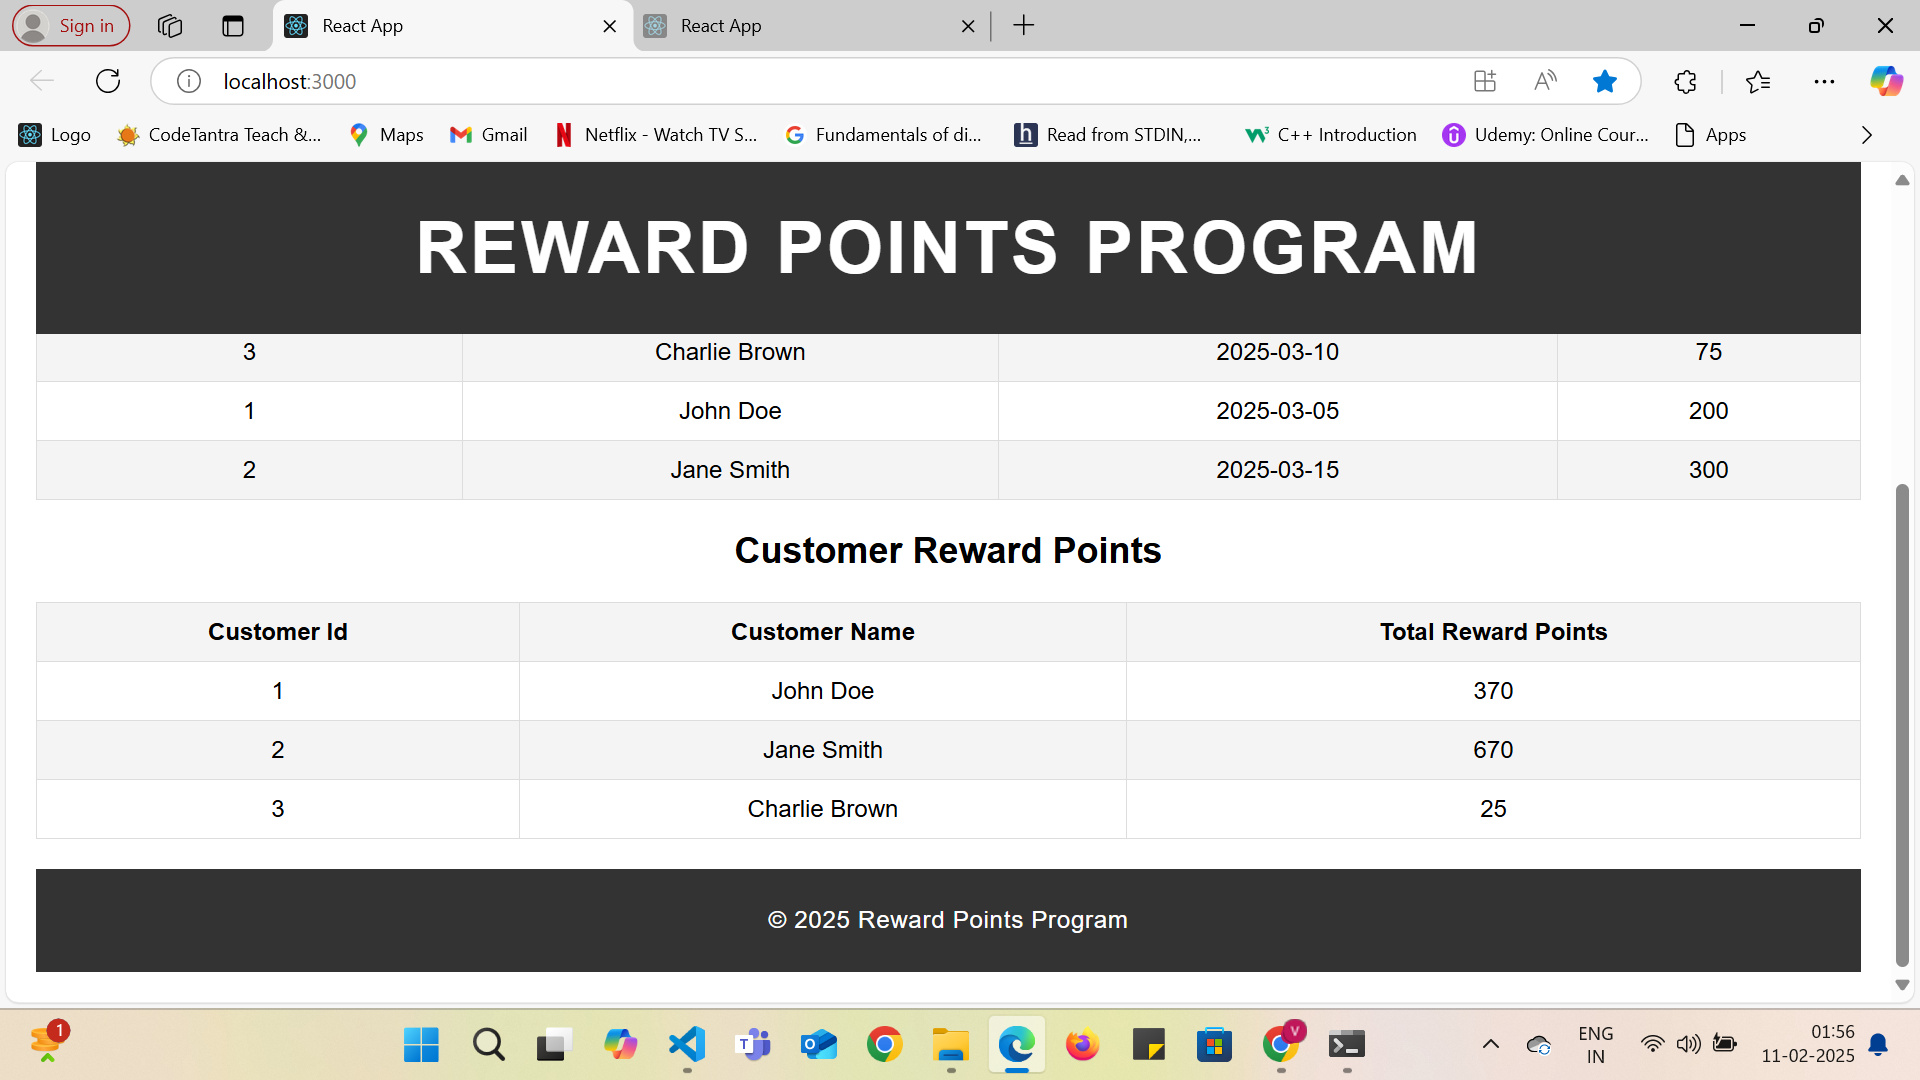 Sign in
React App
React App
localhost:3000
Logo
CodeTantra Teach &...
Maps
Gmail
Netflix - Watch TV S...
Fundamentals of di...
Read from STDIN,...
C++ Introduction
Udemy: Online Cour...
Apps
REWARD POINTS PROGRAM
3 Charlie Brown 2025-03-10 75
1 John Doe 2025-03-05 200
2 Jane Smith 2025-03-15 300
Customer Reward Points
Customer Id Customer Name Total Reward Points
1 John Doe 370
2 Jane Smith 670
3 Charlie Brown 25
© 2025 Reward Points Program
1
V
ENG
IN
01:56
11-02-2025